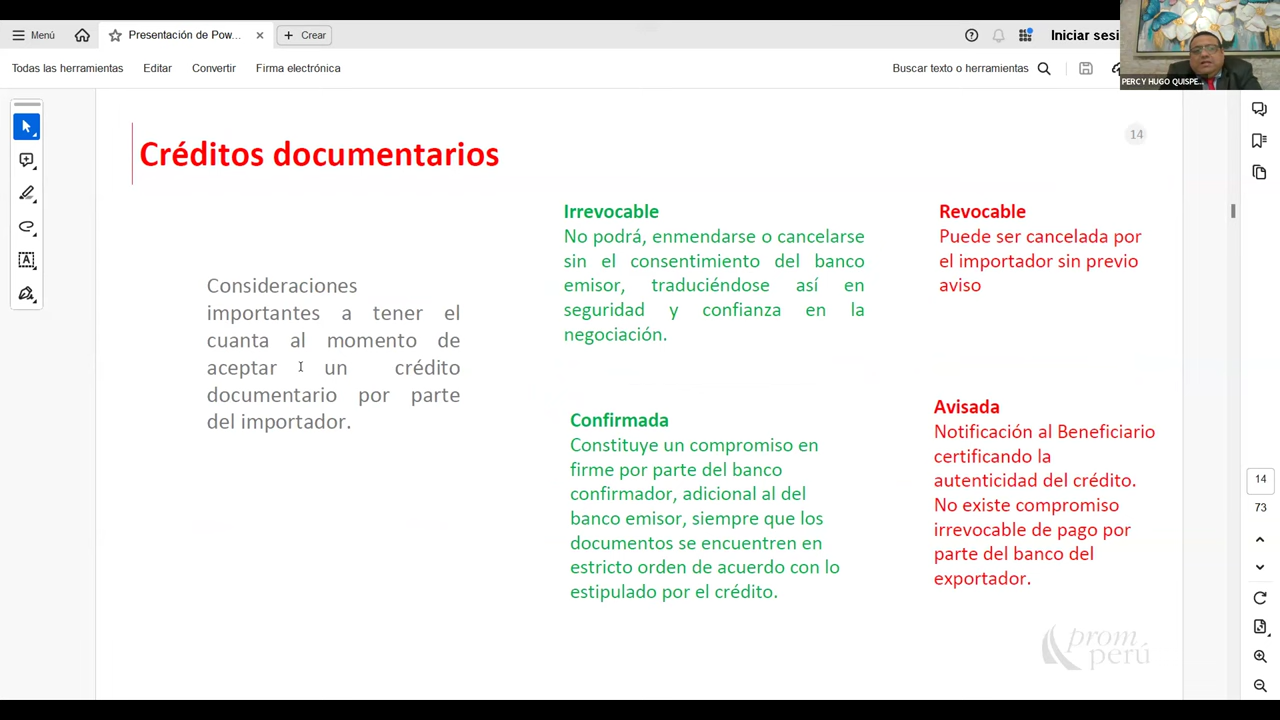 Menú
Presentación de Pow...
Crear
Iniciar sesi
Todas las herramientas
Editar
Convertir
Firma electrónica
Buscar texto o herramientas
PERCY HUGO QUISPE...
14
Créditos documentarios
Consideraciones
importantes a tener el
cuanta al momento de
aceptar un crédito
documentario por parte
del importador.
Irrevocable
No podrá, enmendarse o cancelarse
sin el consentimiento del banco
emisor, traduciéndose así en
seguridad y confianza en la
negociación.
Revocable
Puede ser cancelada por
el importador sin previo
aviso
Confirmada
Constituye un compromiso en
firme por parte del banco
confirmador, adicional al del
banco emisor, siempre que los
documentos se encuentren en
estricto orden de acuerdo con lo
estipulado por el crédito.
Avisada
Notificación al Beneficiario
certificando la
autenticidad del crédito.
No existe compromiso
irrevocable de pago por
parte del banco del
exportador.
prom
perú
14
73